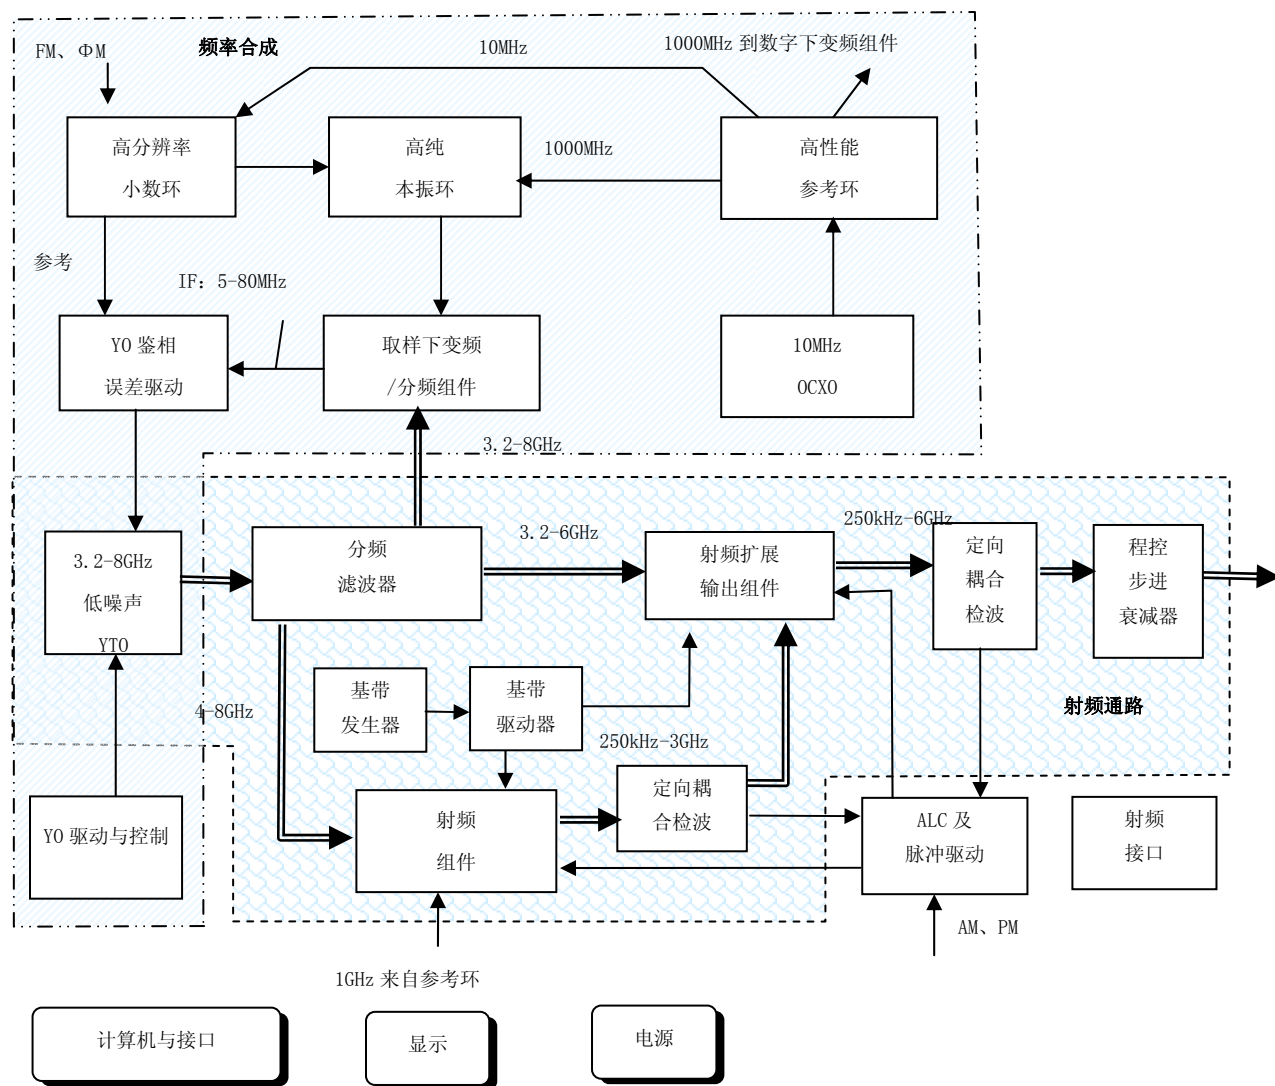 FM、ΦM
频率合成
10MHz
1000MHz 到数字下变频组件
高分辨率
小数环
高纯
本振环
1000MHz
高性能
参考环
参考
IF：5-80MHz
YO 鉴相
误差驱动
取样下变频
/分频组件
10MHz
OCXO
3.2-8GHz
3.2-8GHz
低噪声
YTO
分频
滤波器
3.2-6GHz
射频扩展
输出组件
250kHz-6GHz
定向
耦合
检波
程控
步进
衰减器
4-8GHz
基带
发生器
基带
驱动器
射频通路
250kHz-3GHz
YO 驱动与控制
射频
组件
定向耦
合检波
ALC 及
脉冲驱动
射频
接口
AM、PM
1GHz 来自参考环
计算机与接口
显示
电源